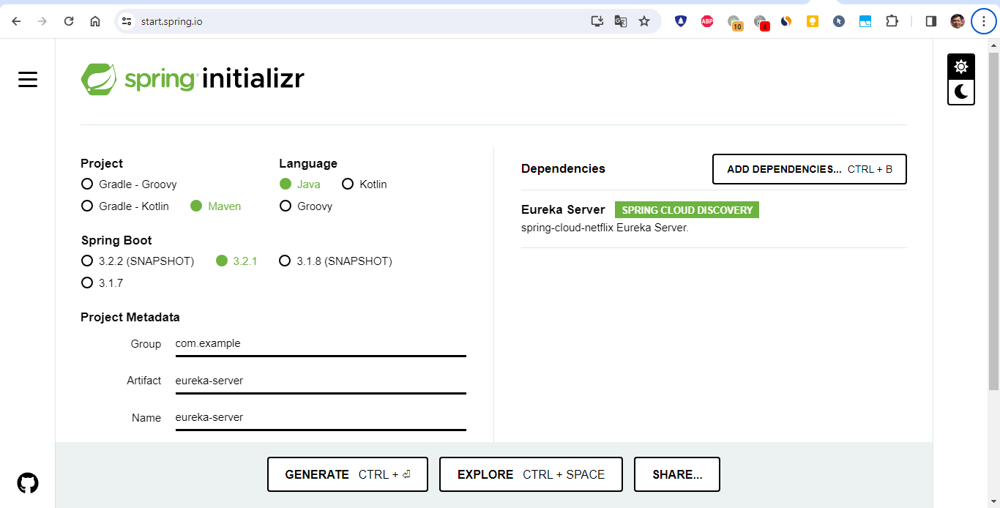 start.spring.io
ABP
10
4
spring initializr
Project
Gradle - Groovy
Gradle - Kotlin Maven
Language
Java Kotlin
Groovy
Spring Boot
3.2.2 (SNAPSHOT) 3.2.1 3.1.8 (SNAPSHOT)
3.1.7
Project Metadata
Group com.example
Artifact eureka-server
Name eureka-server
Dependencies
ADD DEPENDENCIES... CTRL + B
Eureka Server SPRING CLOUD DISCOVERY
spring-cloud-netflix Eureka Server.
GENERATE CTRL + ⏎
EXPLORE CTRL + SPACE
SHARE...